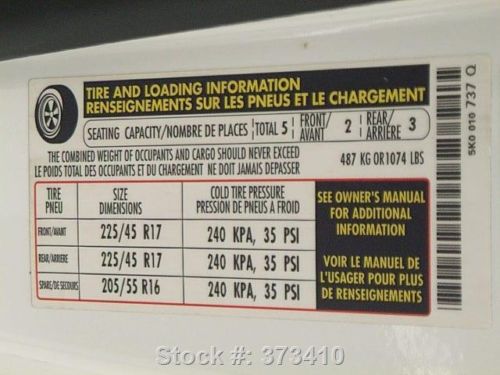 TIRE AND LOADING INFORMATION
RENSEIGNEMENTS SUR LES PNEUS ET LE CHARGEMENT
SEATING CAPACITY/NOMBRE DE PLACES TOTAL 5 FRONT/AVANT 2 REAR/ARRIÈRE 3
THE COMBINED WEIGHT OF OCCUPANTS AND CARGO SHOULD NEVER EXCEED
LE POIDS TOTAL DES OCCUPANTS ET DU CHARGEMENT NE DOIT JAMAIS DEPASSER
487 KG OR 1074 LBS
TIRE PNEU SIZE DIMENSIONS COLD TIRE PRESSURE PRESSION DE PNEUS A FROID
FRONT/AVANT 225/45 R17 240 KPA, 35 PSI
REAR/ARRIERE 225/45 R17 240 KPA, 35 PSI
SPARE/DE SECOURS 205/55 R16 240 KPA, 35 PSI
SEE OWNER'S MANUAL
FOR ADDITIONAL
INFORMATION
VOIR LE MANUEL DE
L'USAGER POUR PLUS
DE RENSEIGNEMENTS
5K0 010 737 Q
Stock #: 373410